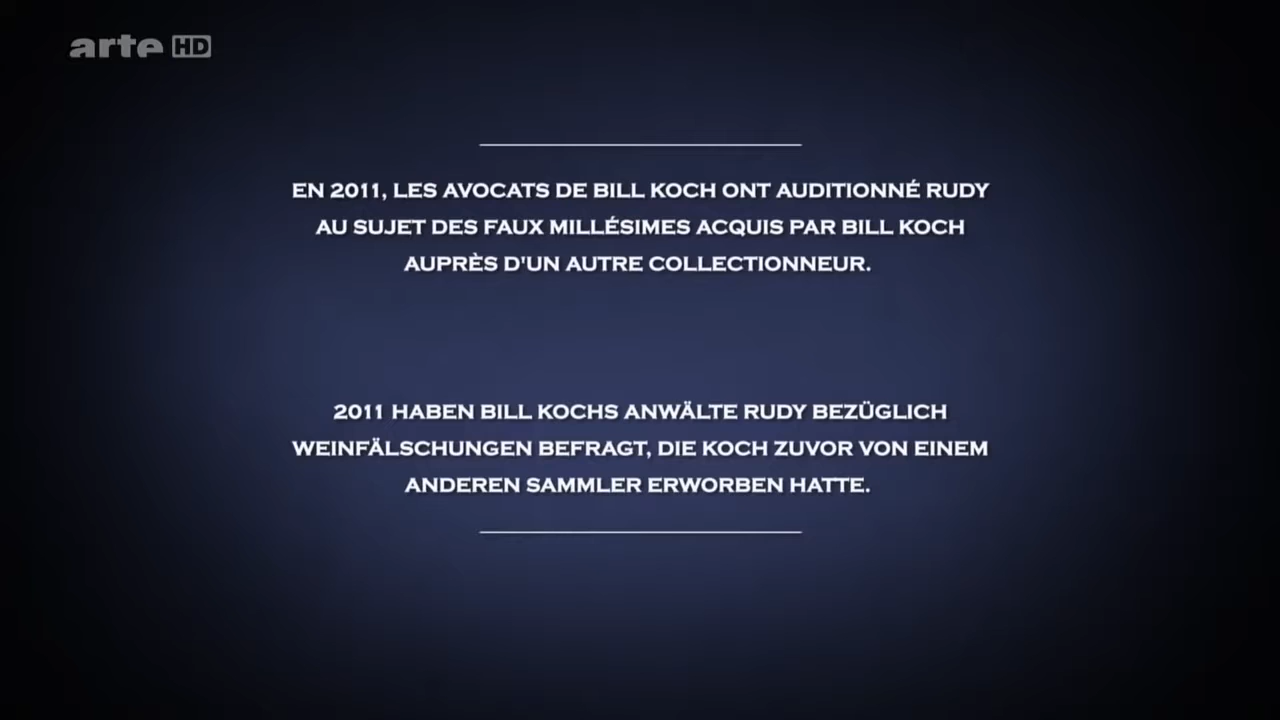 arte HD
EN 2011, LES AVOCATS DE BILL KOCH ONT AUDITIONNÉ RUDY
AU SUJET DES FAUX MILLÉSIMES ACQUIS PAR BILL KOCH
AUPRÈS D'UN AUTRE COLLECTIONNEUR.
2011 HABEN BILL KOCHS ANWÄLTE RUDY BEZÜGLICH
WEINFÄLSCHUNGEN BEFRAGT, DIE KOCH ZUVOR VON EINEM
ANDEREN SAMMLER ERWORBEN HATTE.